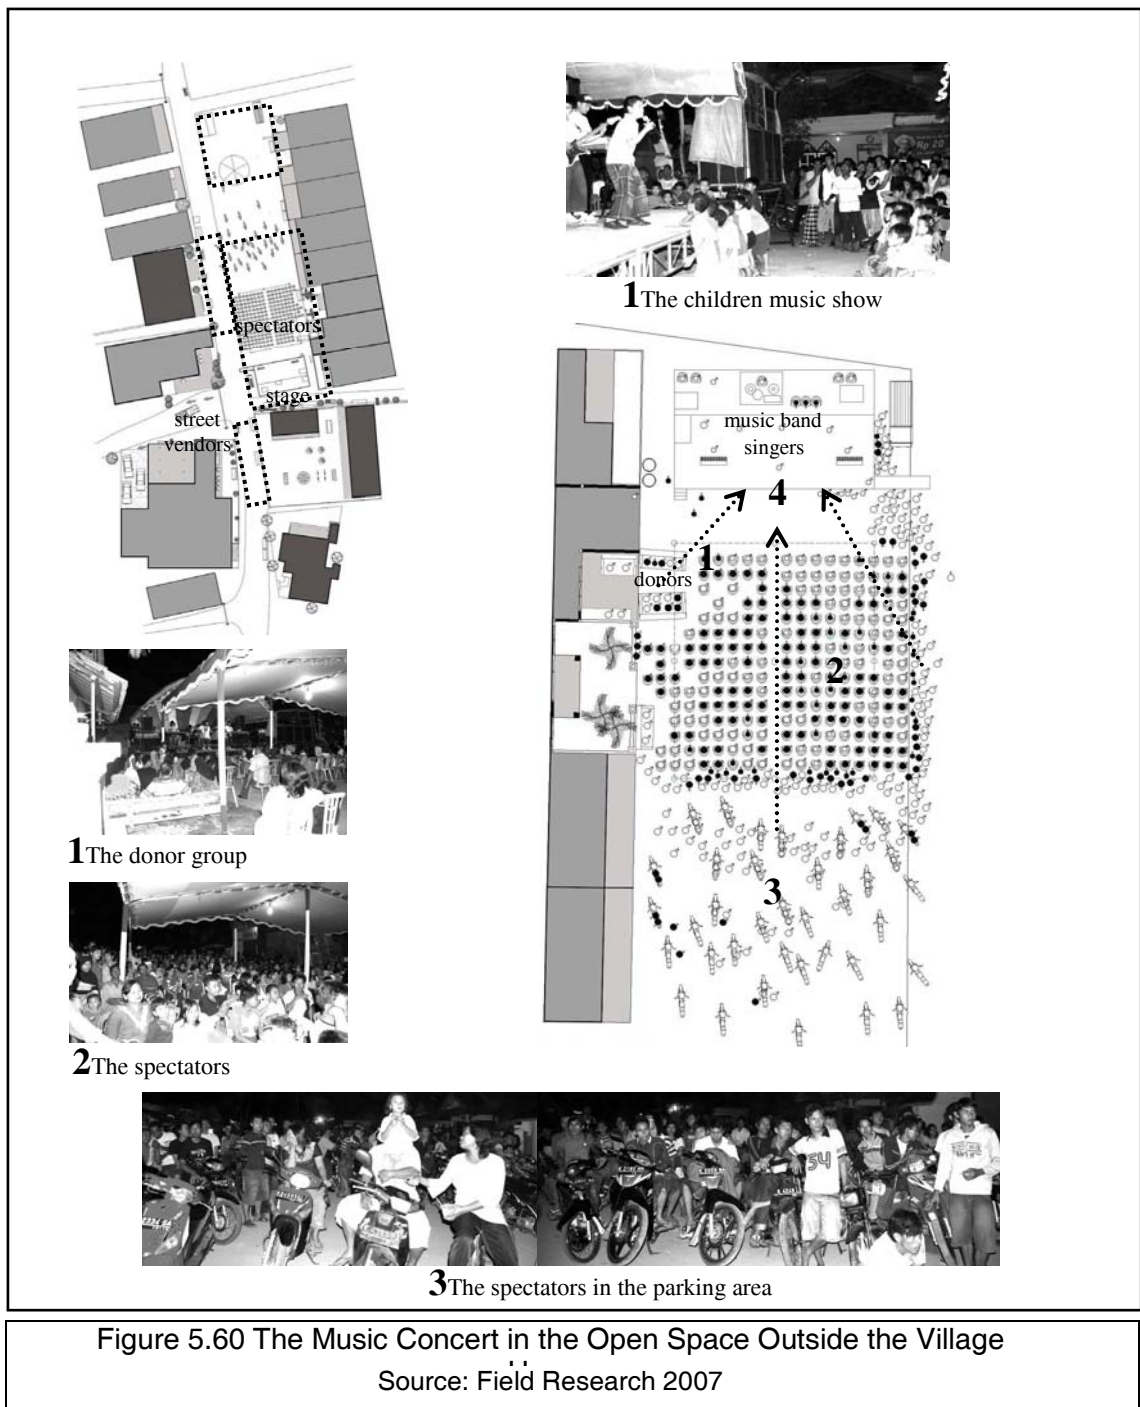 spectators
stage
street
vendors
1The children music show
music band
singers
4
1
donors
2
3
1The donor group
2The spectators
54
3The spectators in the parking area
Figure 5.60 The Music Concert in the Open Space Outside the Village
Source: Field Research 2007